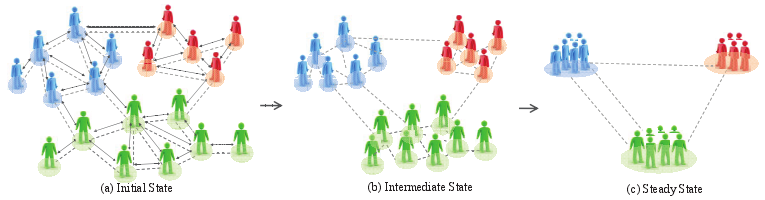 (a) Initial State
(b) Intermediate State
(c) Steady State